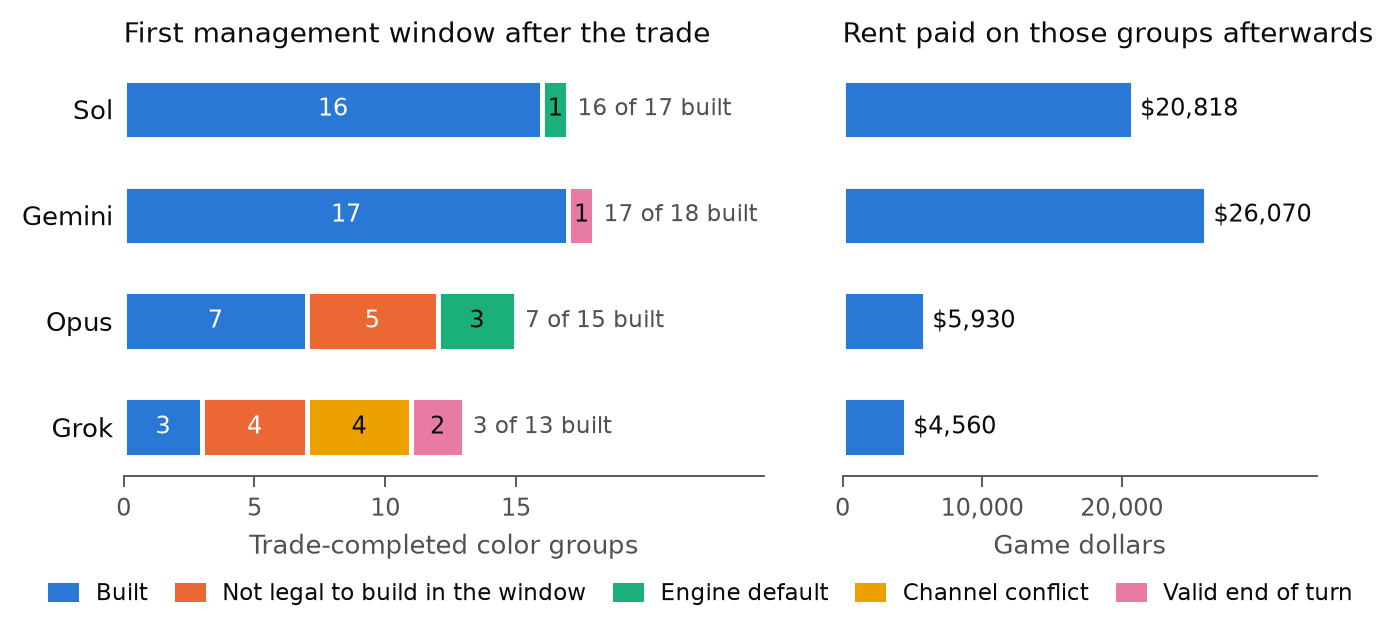 First management window after the trade
Rent paid on those groups afterwards
Sol
16
1
16 of 17 built
$20,818
Gemini
17
1
17 of 18 built
$26,070
Opus
7
5
3
7 of 15 built
$5,930
Grok
3
4
4
2
3 of 13 built
$4,560
0
5
10
15
0
10,000
20,000
Trade-completed color groups
Game dollars
Built
Not legal to build in the window
Engine default
Channel conflict
Valid end of turn